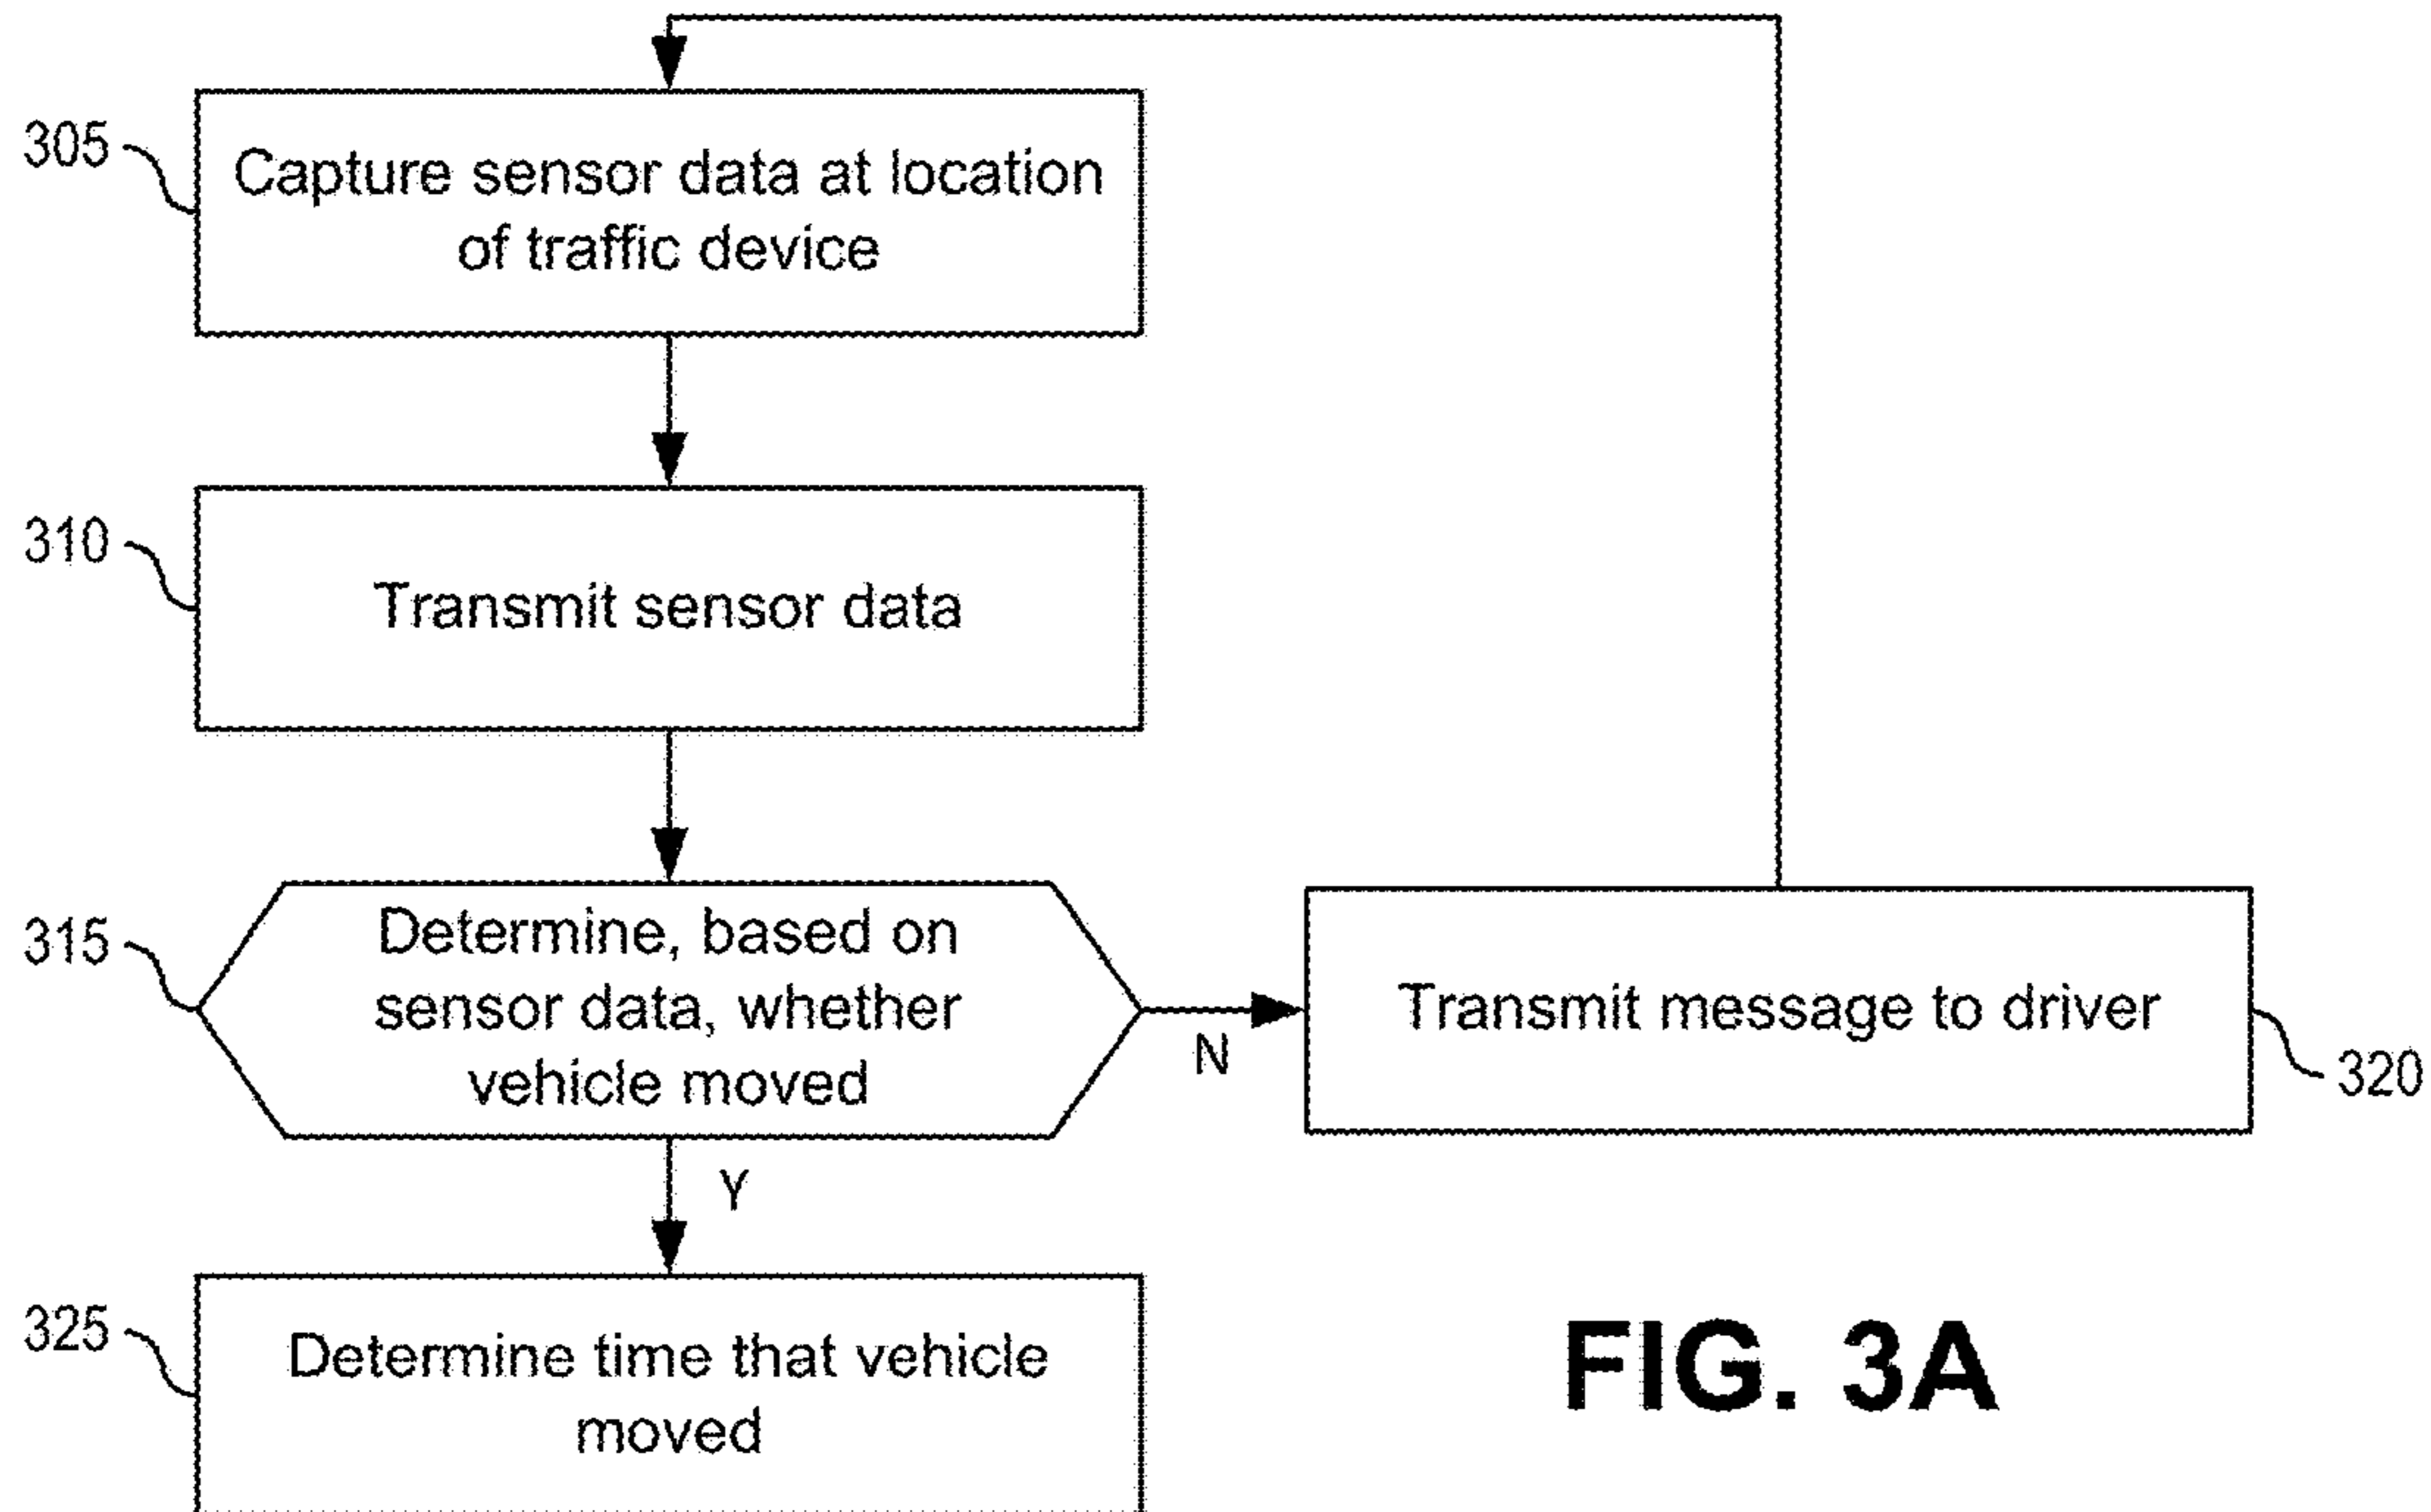 305
Capture sensor data at location
of traffic device
310
Transmit sensor data
315
Determine, based on
sensor data, whether
vehicle moved
N
Transmit message to driver
320
Y
325
Determine time that vehicle
moved
FIG. 3A